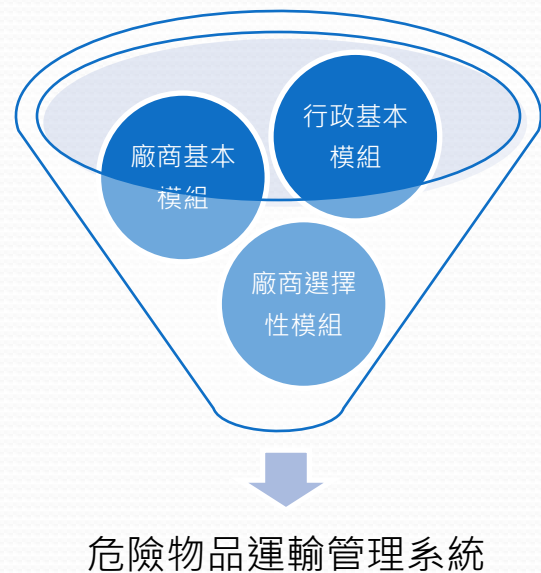 行政基本
模組
廠商基本
模組
廠商選擇
性模組
危險物品運輸管理系統